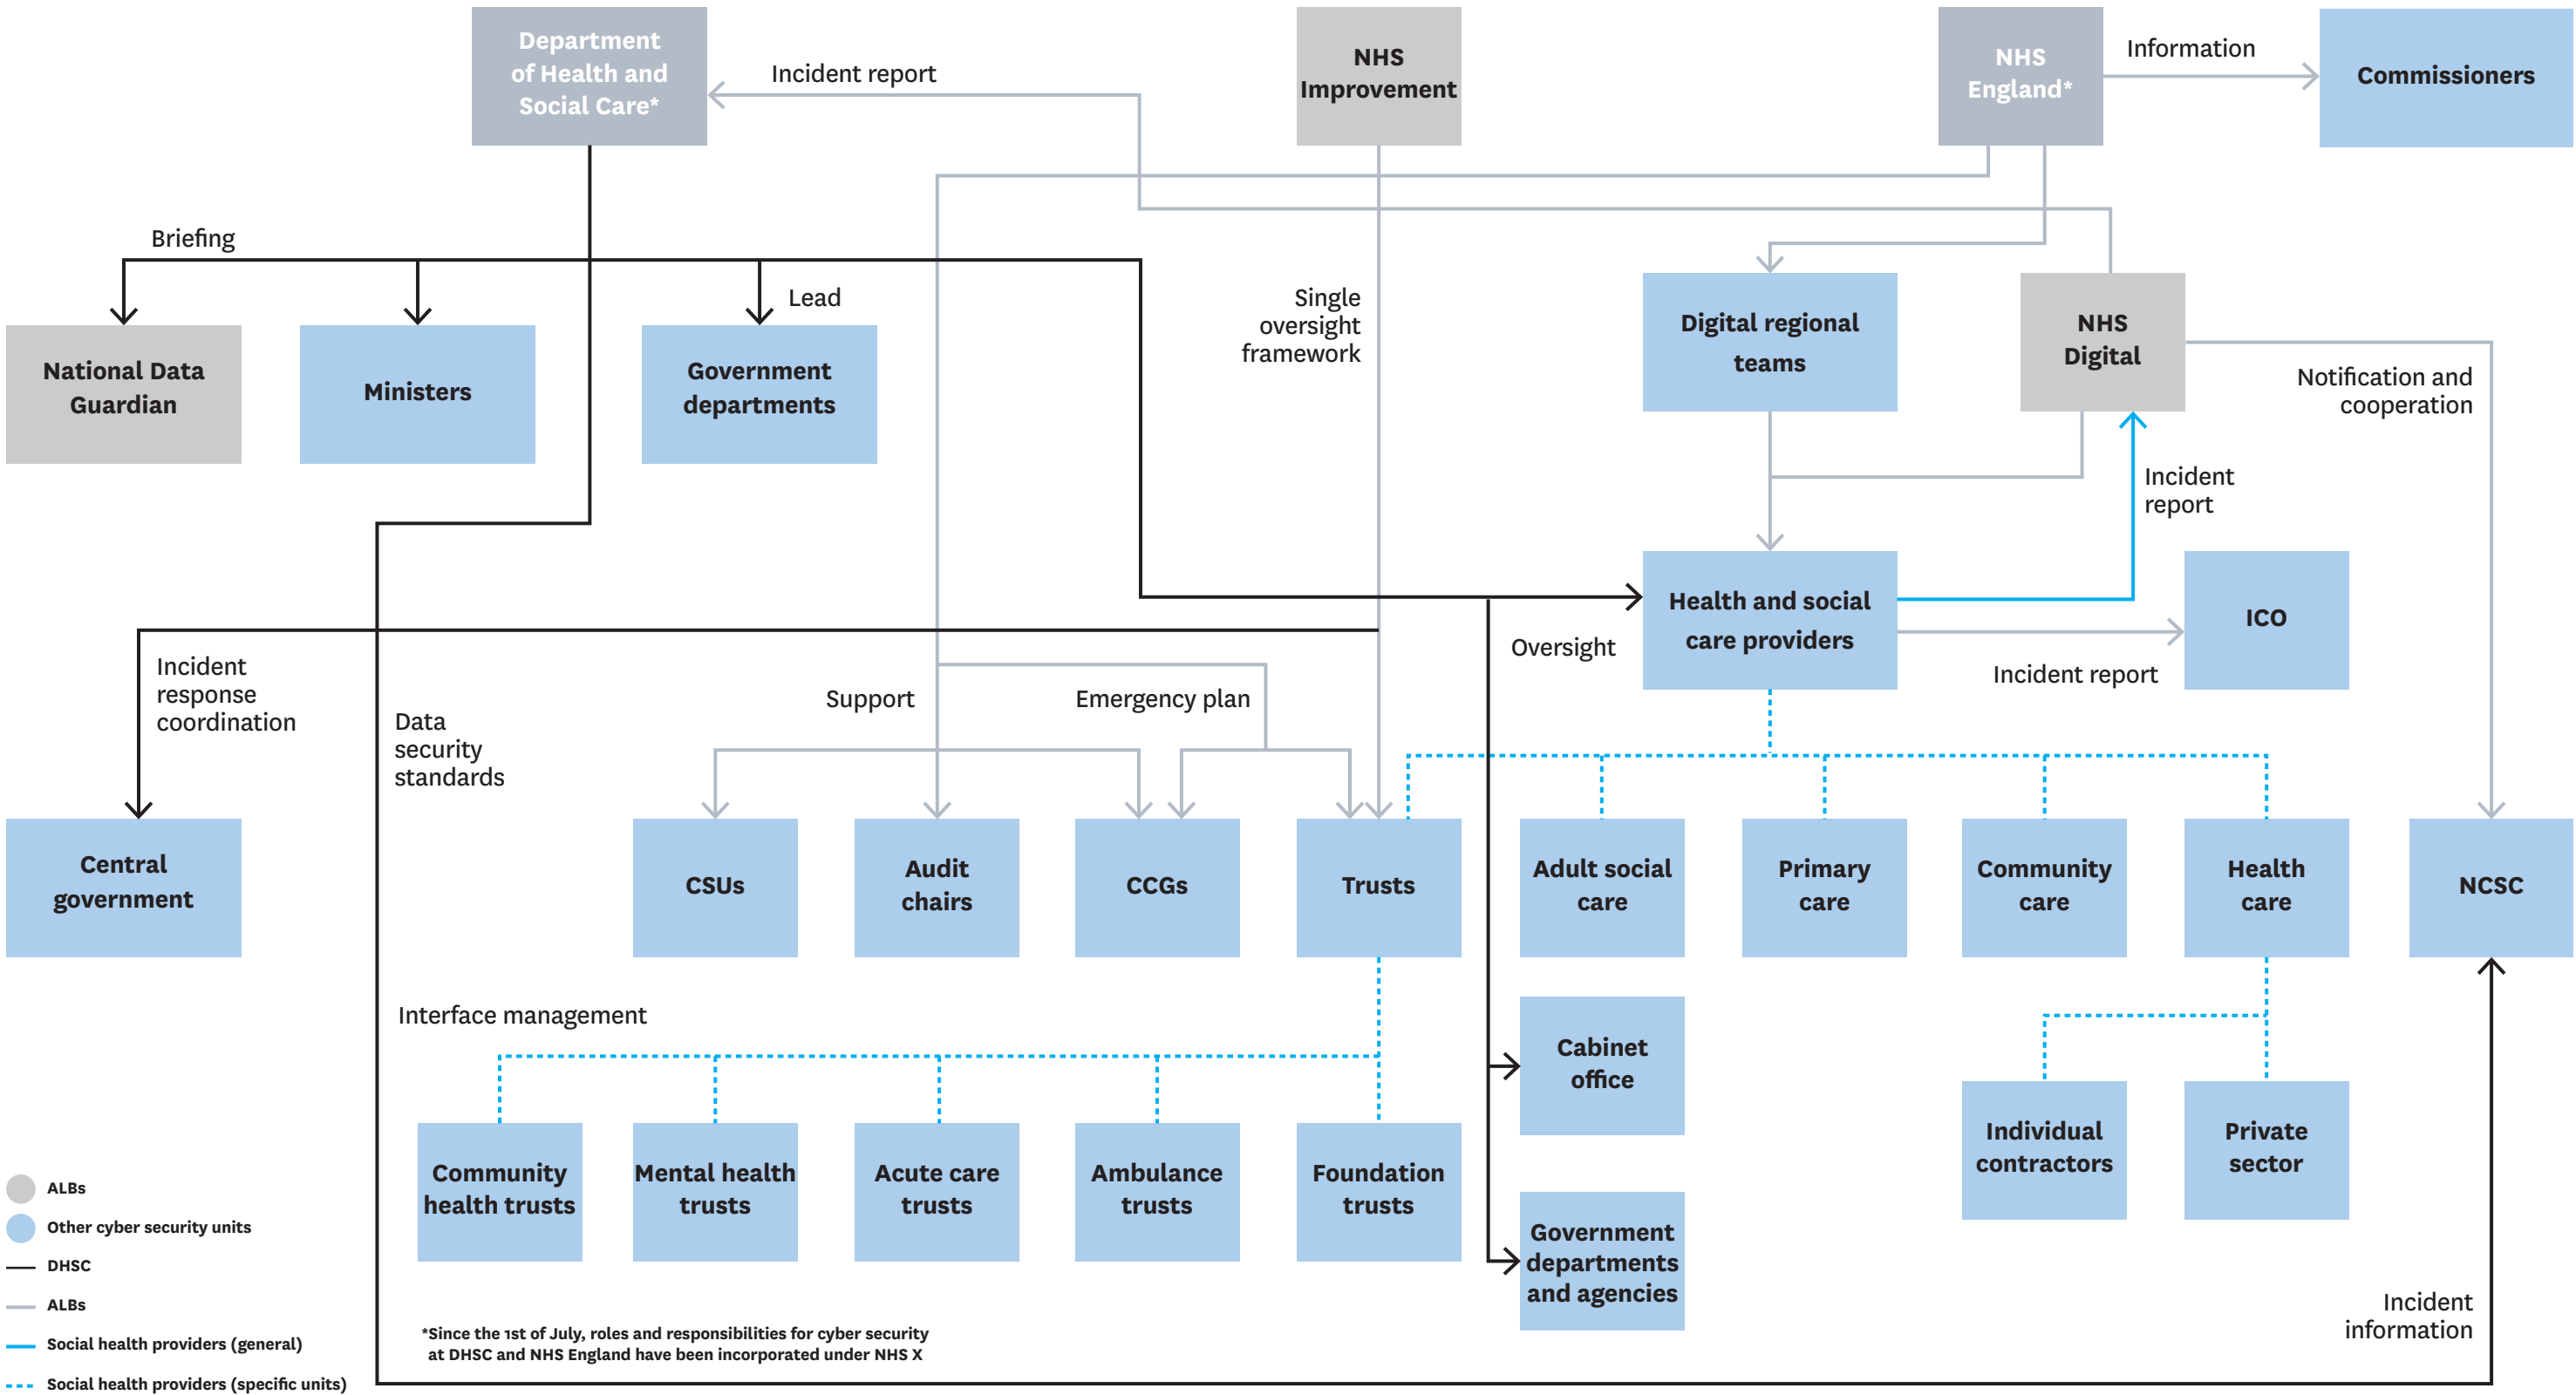 Department
of Health and
Social Care*
Incident report
NHS
Improvement
NHS
England*
Information
Commissioners
Briefing
Lead
National Data
Guardian
Ministers
Government
departments
Single
oversight
framework
Digital regional
teams
NHS
Digital
Notification and
cooperation
Incident
report
Health and social
care providers
ICO
Oversight
Incident report
Incident
response
coordination
Data
security
standards
Support
Emergency plan
Central
government
CSUs
Audit
chairs
CCGs
Trusts
Adult social
care
Primary
care
Community
care
Health
care
NCSC
Interface management
Cabinet
office
Community
health trusts
Mental health
trusts
Acute care
trusts
Ambulance
trusts
Foundation
trusts
Individual
contractors
Private
sector
Government
departments
and agencies
Incident
information
ALBs
Other cyber security units
DHSC
ALBs
Social health providers (general)
Social health providers (specific units)
*Since the 1st of July, roles and responsibilities for cyber security
at DHSC and NHS England have been incorporated under NHS X